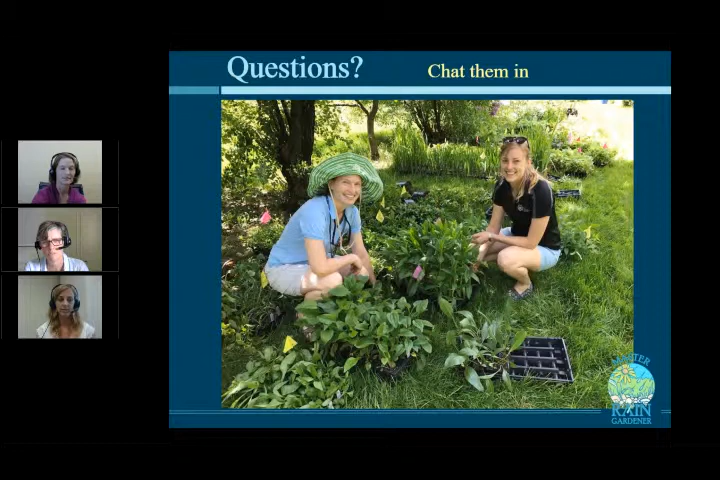 Questions?
Chat them in
MASTER
RAIN
GARDENER